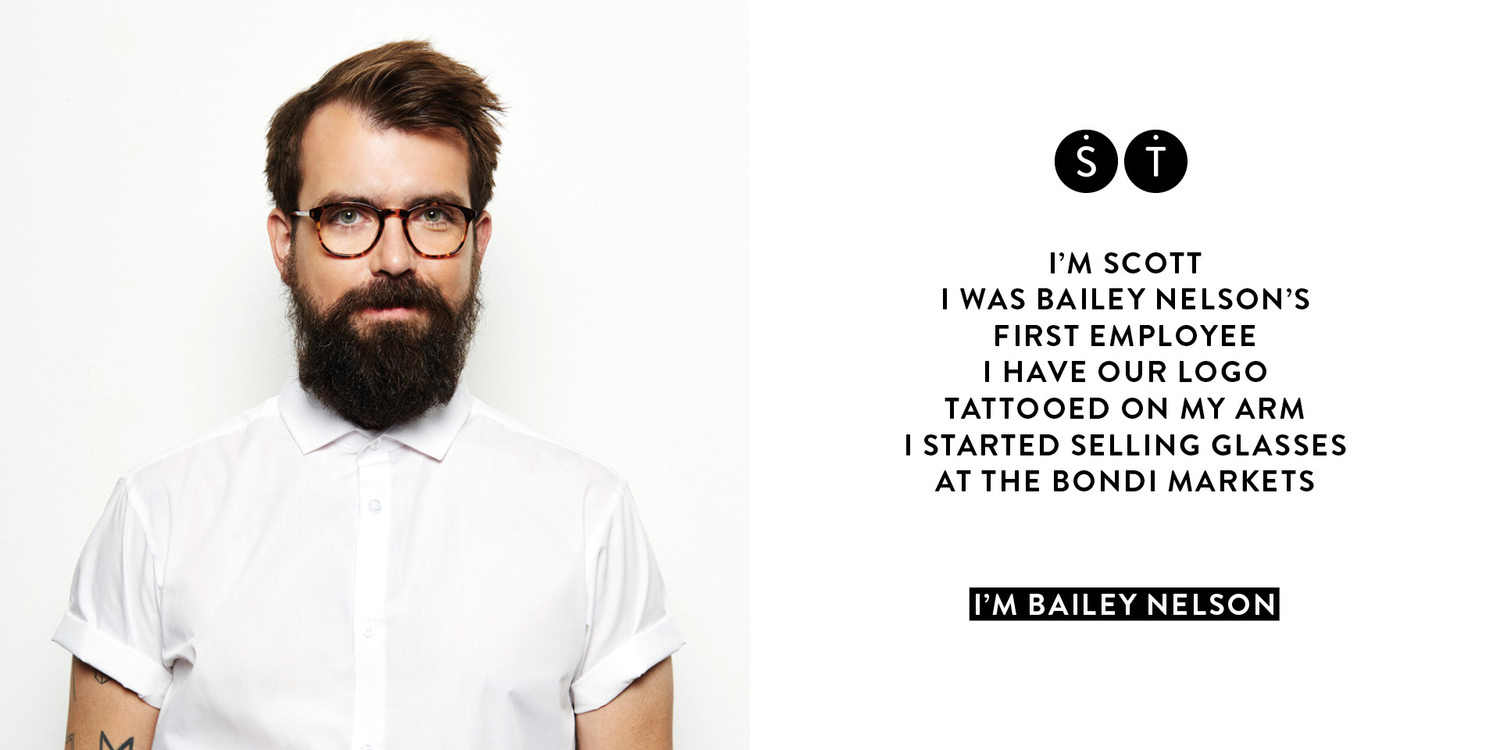 S T
I'M SCOTT
I WAS BAILEY NELSON'S
FIRST EMPLOYEE
I HAVE OUR LOGO
TATTOOED ON MY ARM
I STARTED SELLING GLASSES
AT THE BONDI MARKETS
I'M BAILEY NELSON